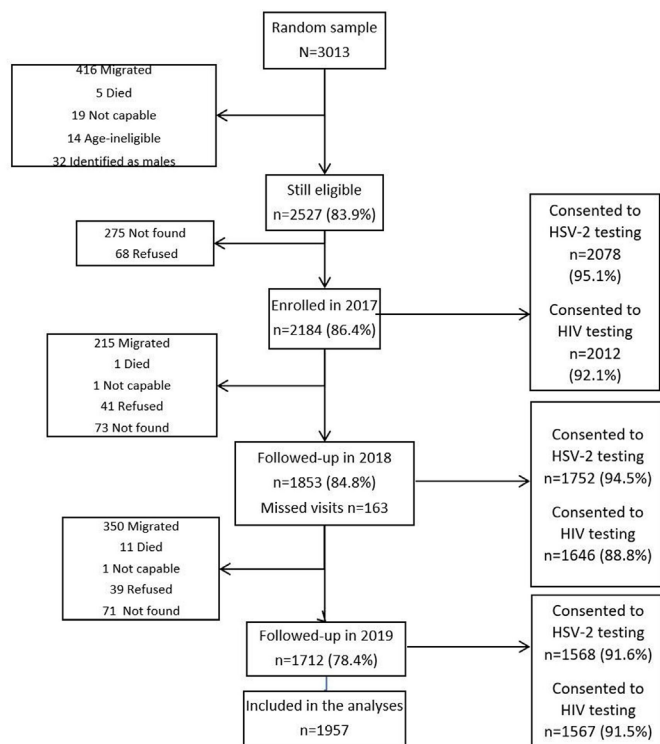 Random sample
N=3013
416 Migrated
5 Died
19 Not capable
14 Age-ineligible
32 Identified as males
Still eligible
n=2527 (83.9%)
275 Not found
68 Refused
Enrolled in 2017
n=2184 (86.4%)
Consented to
HSV-2 testing
n=2078
(95.1%)
Consented to
HIV testing
n=2012
(92.1%)
215 Migrated
1 Died
1 Not capable
41 Refused
73 Not found
Followed-up in 2018
n=1853 (84.8%)
Missed visits n=163
Consented to
HSV-2 testing
n=1752 (94.5%)
Consented to
HIV testing
n=1646 (88.8%)
350 Migrated
11 Died
1 Not capable
39 Refused
71 Not found
Followed-up in 2019
n=1712 (78.4%)
Consented to
HSV-2 testing
n=1568 (91.6%)
Consented to
HIV testing
n=1567 (91.5%)
Included in the analyses
n=1957